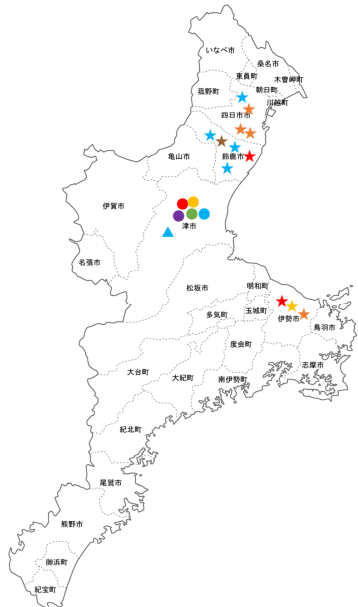 いなべ市
桑名市
東員町
木曽岬町
朝日町
菰野町
川越町
四日市市
亀山市
鈴鹿市
伊賀市
津市
名張市
松坂市
明和町
多気町
玉城町
伊勢市
鳥羽市
度会町
志摩市
大台町
大紀町
南伊勢町
紀北町
尾鷲市
熊野市
御浜町
紀宝町